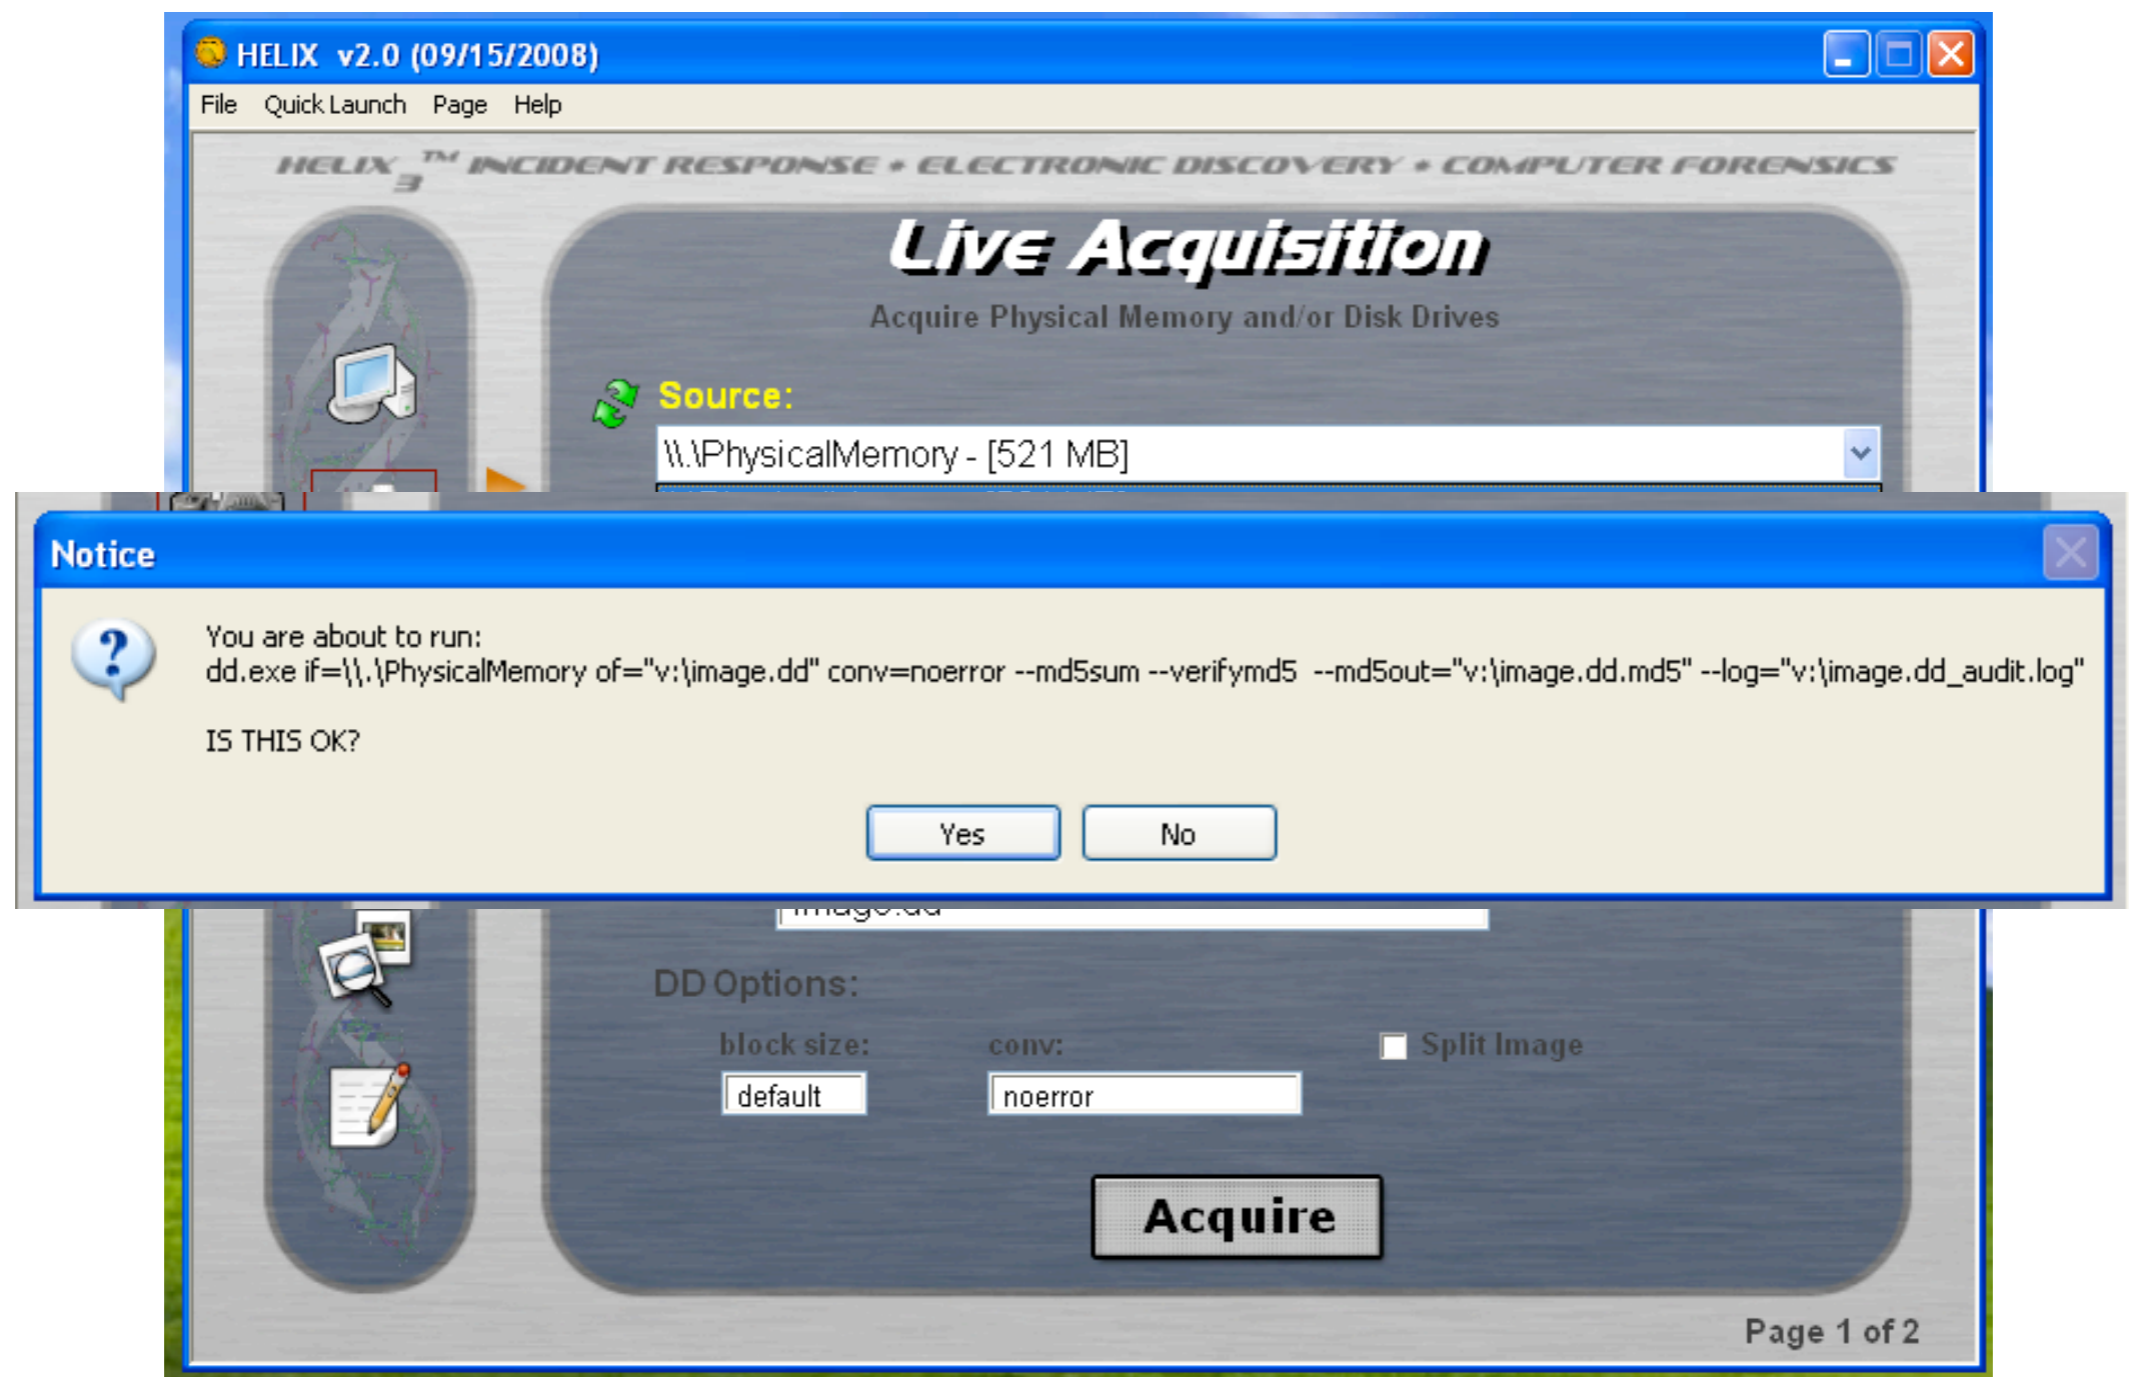 HELIX v2.0 (09/15/2008)
File Quick Launch Page Help
HELIX 3 ™ INCIDENT RESPONSE • ELECTRONIC DISCOVERY • COMPUTER FORENSICS
Live Acquisition
Acquire Physical Memory and/or Disk Drives
Source:
\\.\PhysicalMemory - [521 MB]
Notice
You are about to run:
dd.exe if=\\.\PhysicalMemory of="v:\image.dd" conv=noerror --md5sum --verifymd5 --md5out="v:\image.dd.md5" --log="v:\image.dd_audit.log"
IS THIS OK?
Yes No
image.dd
DD Options:
block size: conv: Split Image
default noerror
Acquire
Page 1 of 2